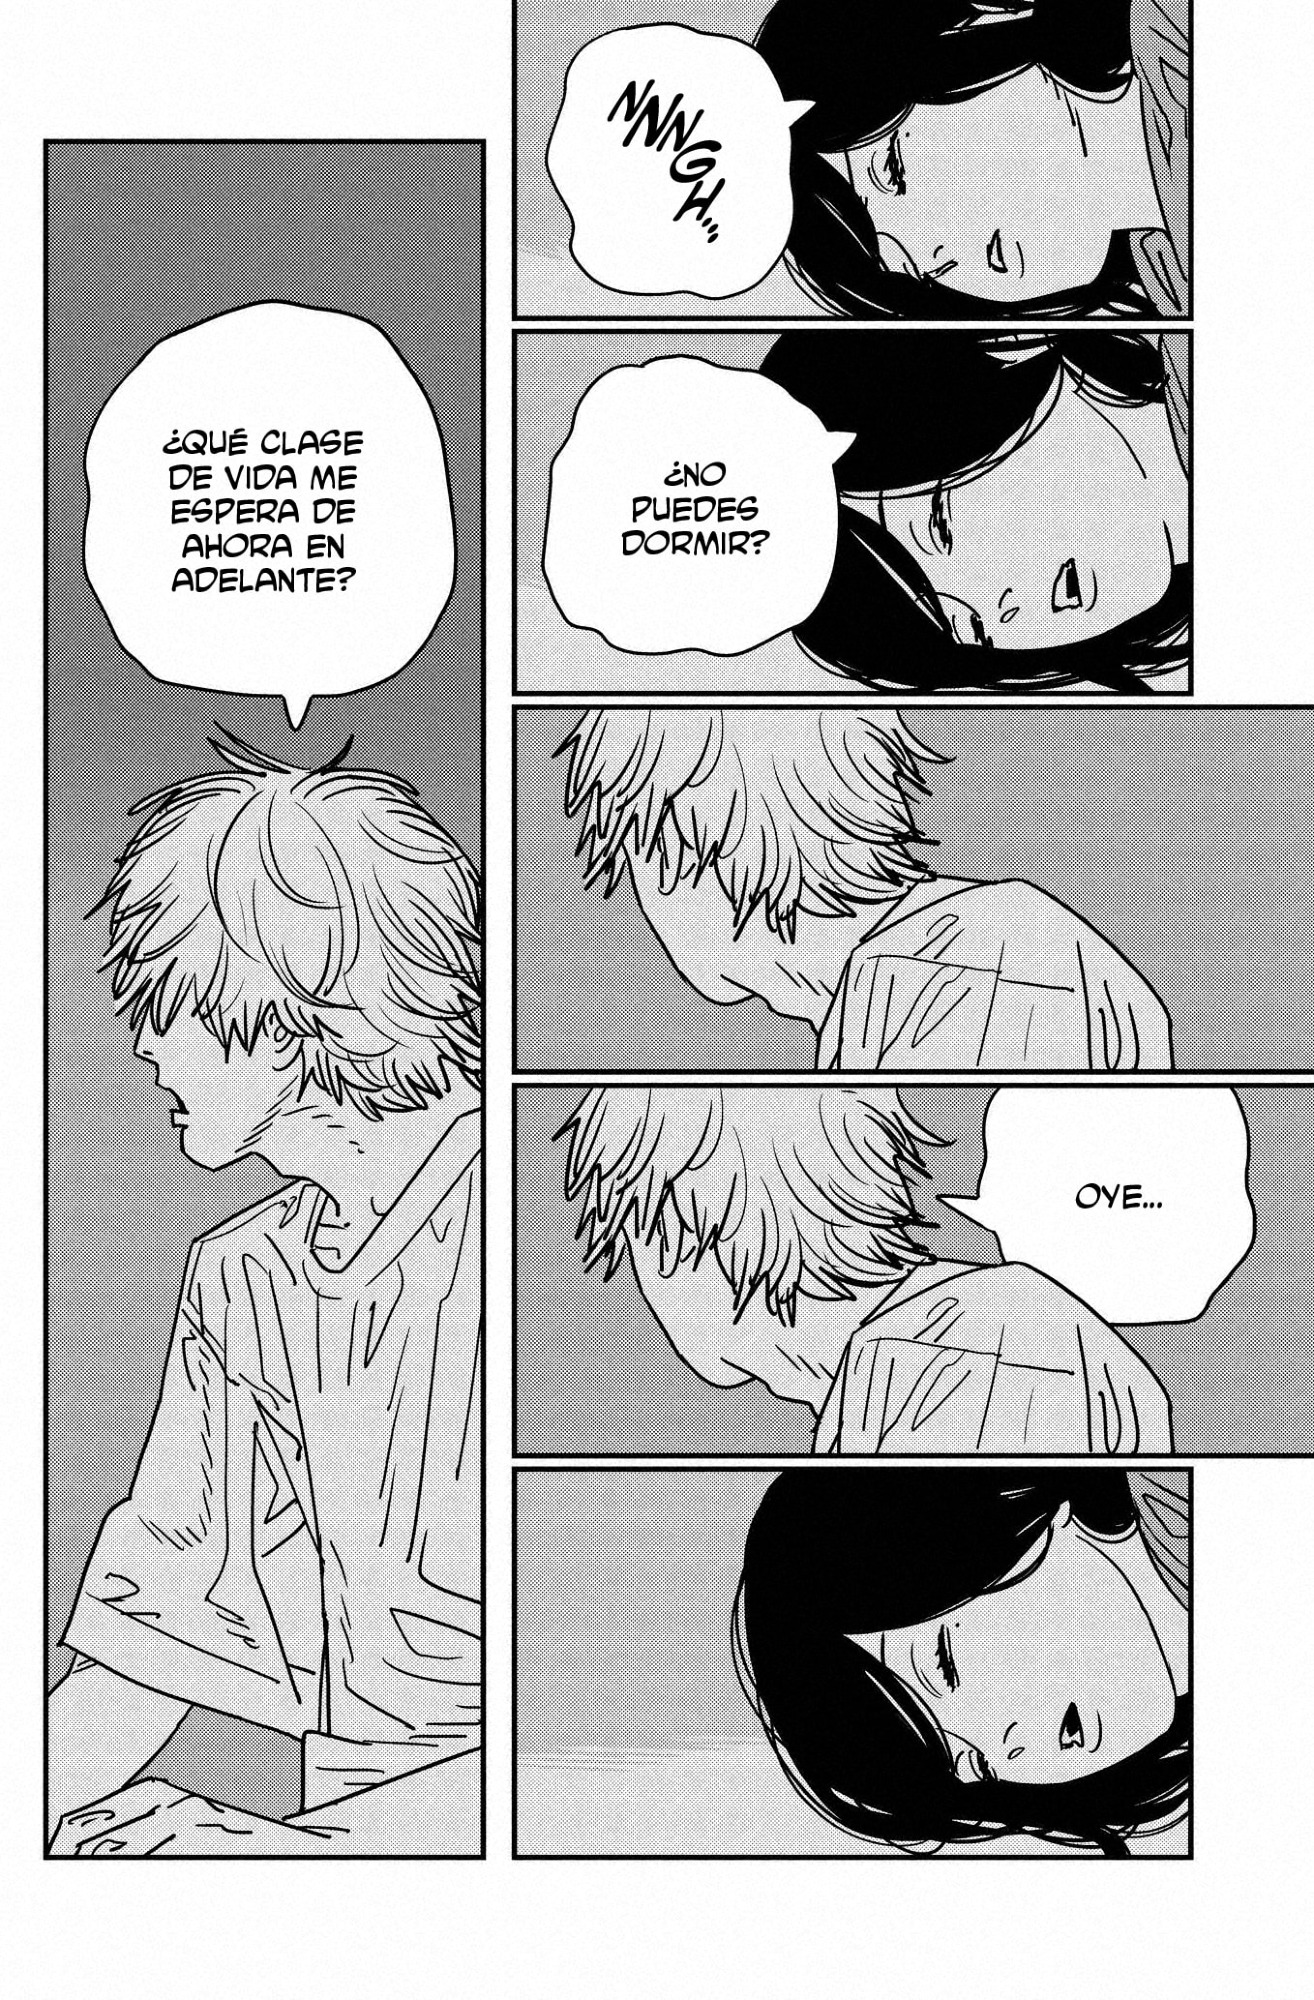 NNNGH...
¿NO
PUEDES
DORMIR?
OYE...
¿QUÉ CLASE
DE VIDA ME
ESPERA DE
AHORA EN
ADELANTE?